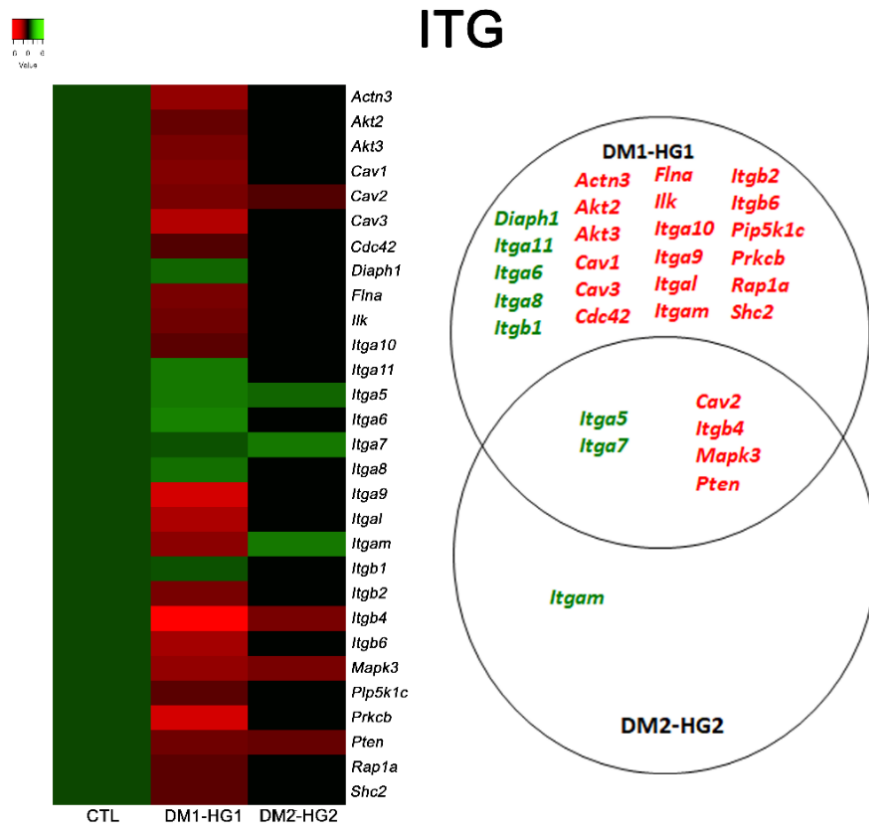 ITG
Value
Actn3
Akt2
Akt3
Cav1
Cav2
Cav3
Cdc42
Diaph1
Flna
Ilk
Itga10
Itga11
Itga5
Itga6
Itga7
Itga8
Itga9
Itgal
Itgam
Itgb1
Itgb2
Itgb4
Itgb6
Mapk3
Pip5k1c
Prkcb
Pten
Rap1a
Shc2
CTL DM1-HG1 DM2-HG2
DM1-HG1
Diaph1
Itga11
Itga6
Itga8
Itgb1
Actn3
Akt2
Akt3
Cav1
Cav3
Cdc42
Flna
Ilk
Itga10
Itga9
Itgal
Itgam
Itgb2
Itgb6
Pip5k1c
Prkcb
Rap1a
Shc2
Itga5
Itga7
Cav2
Itgb4
Mapk3
Pten
Itgam
DM2-HG2